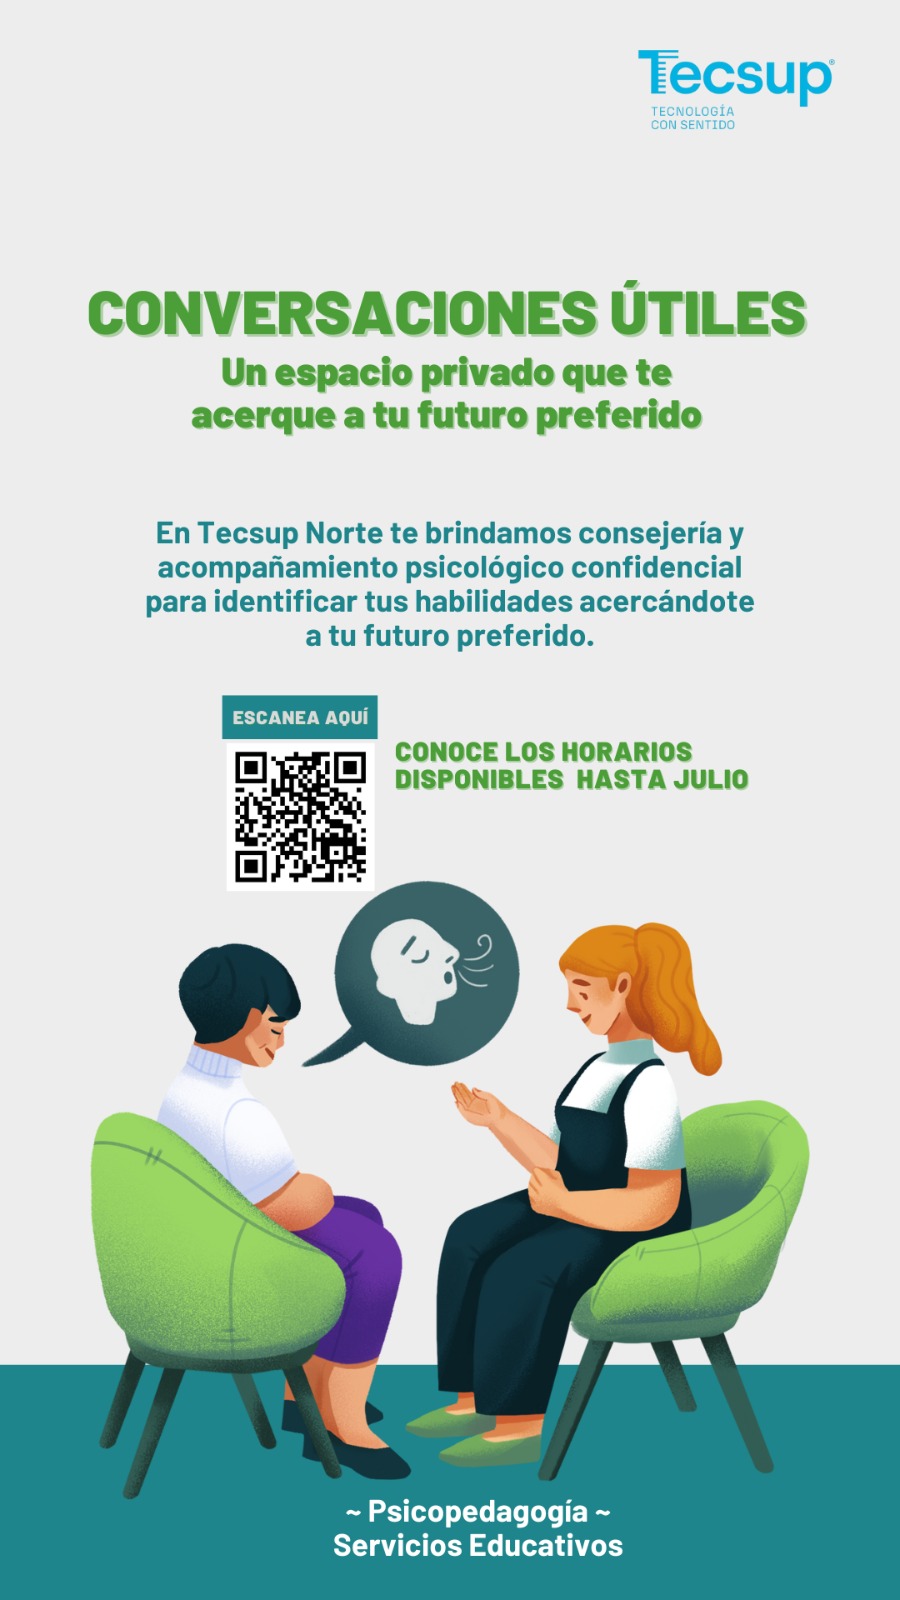 Tecsup®
TECNOLOGÍA
CON SENTIDO
CONVERSACIONES ÚTILES
Un espacio privado que te
acerque a tu futuro preferido
En Tecsup Norte te brindamos consejería y
acompañamiento psicológico confidencial
para identificar tus habilidades acercándote
a tu futuro preferido.
ESCANEA AQUÍ
CONOCE LOS HORARIOS
DISPONIBLES HASTA JULIO
~ Psicopedagogía ~
Servicios Educativos